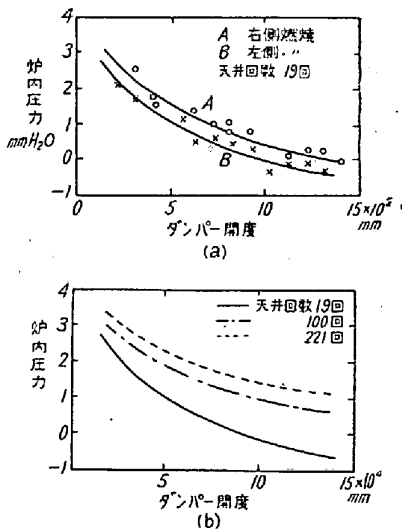 4
3
2
1
0
-1
炉内圧力
mmH₂O
A 右側燃焼
B 左側 〃
天井回数 19回
A
B
5
10
15×10²
mm
ダンパー開度
(a)
4
3
2
1
0
-1
炉内圧力
天井回数 19回
100回
221回
5
10
mm
ダンパー開度
(b)